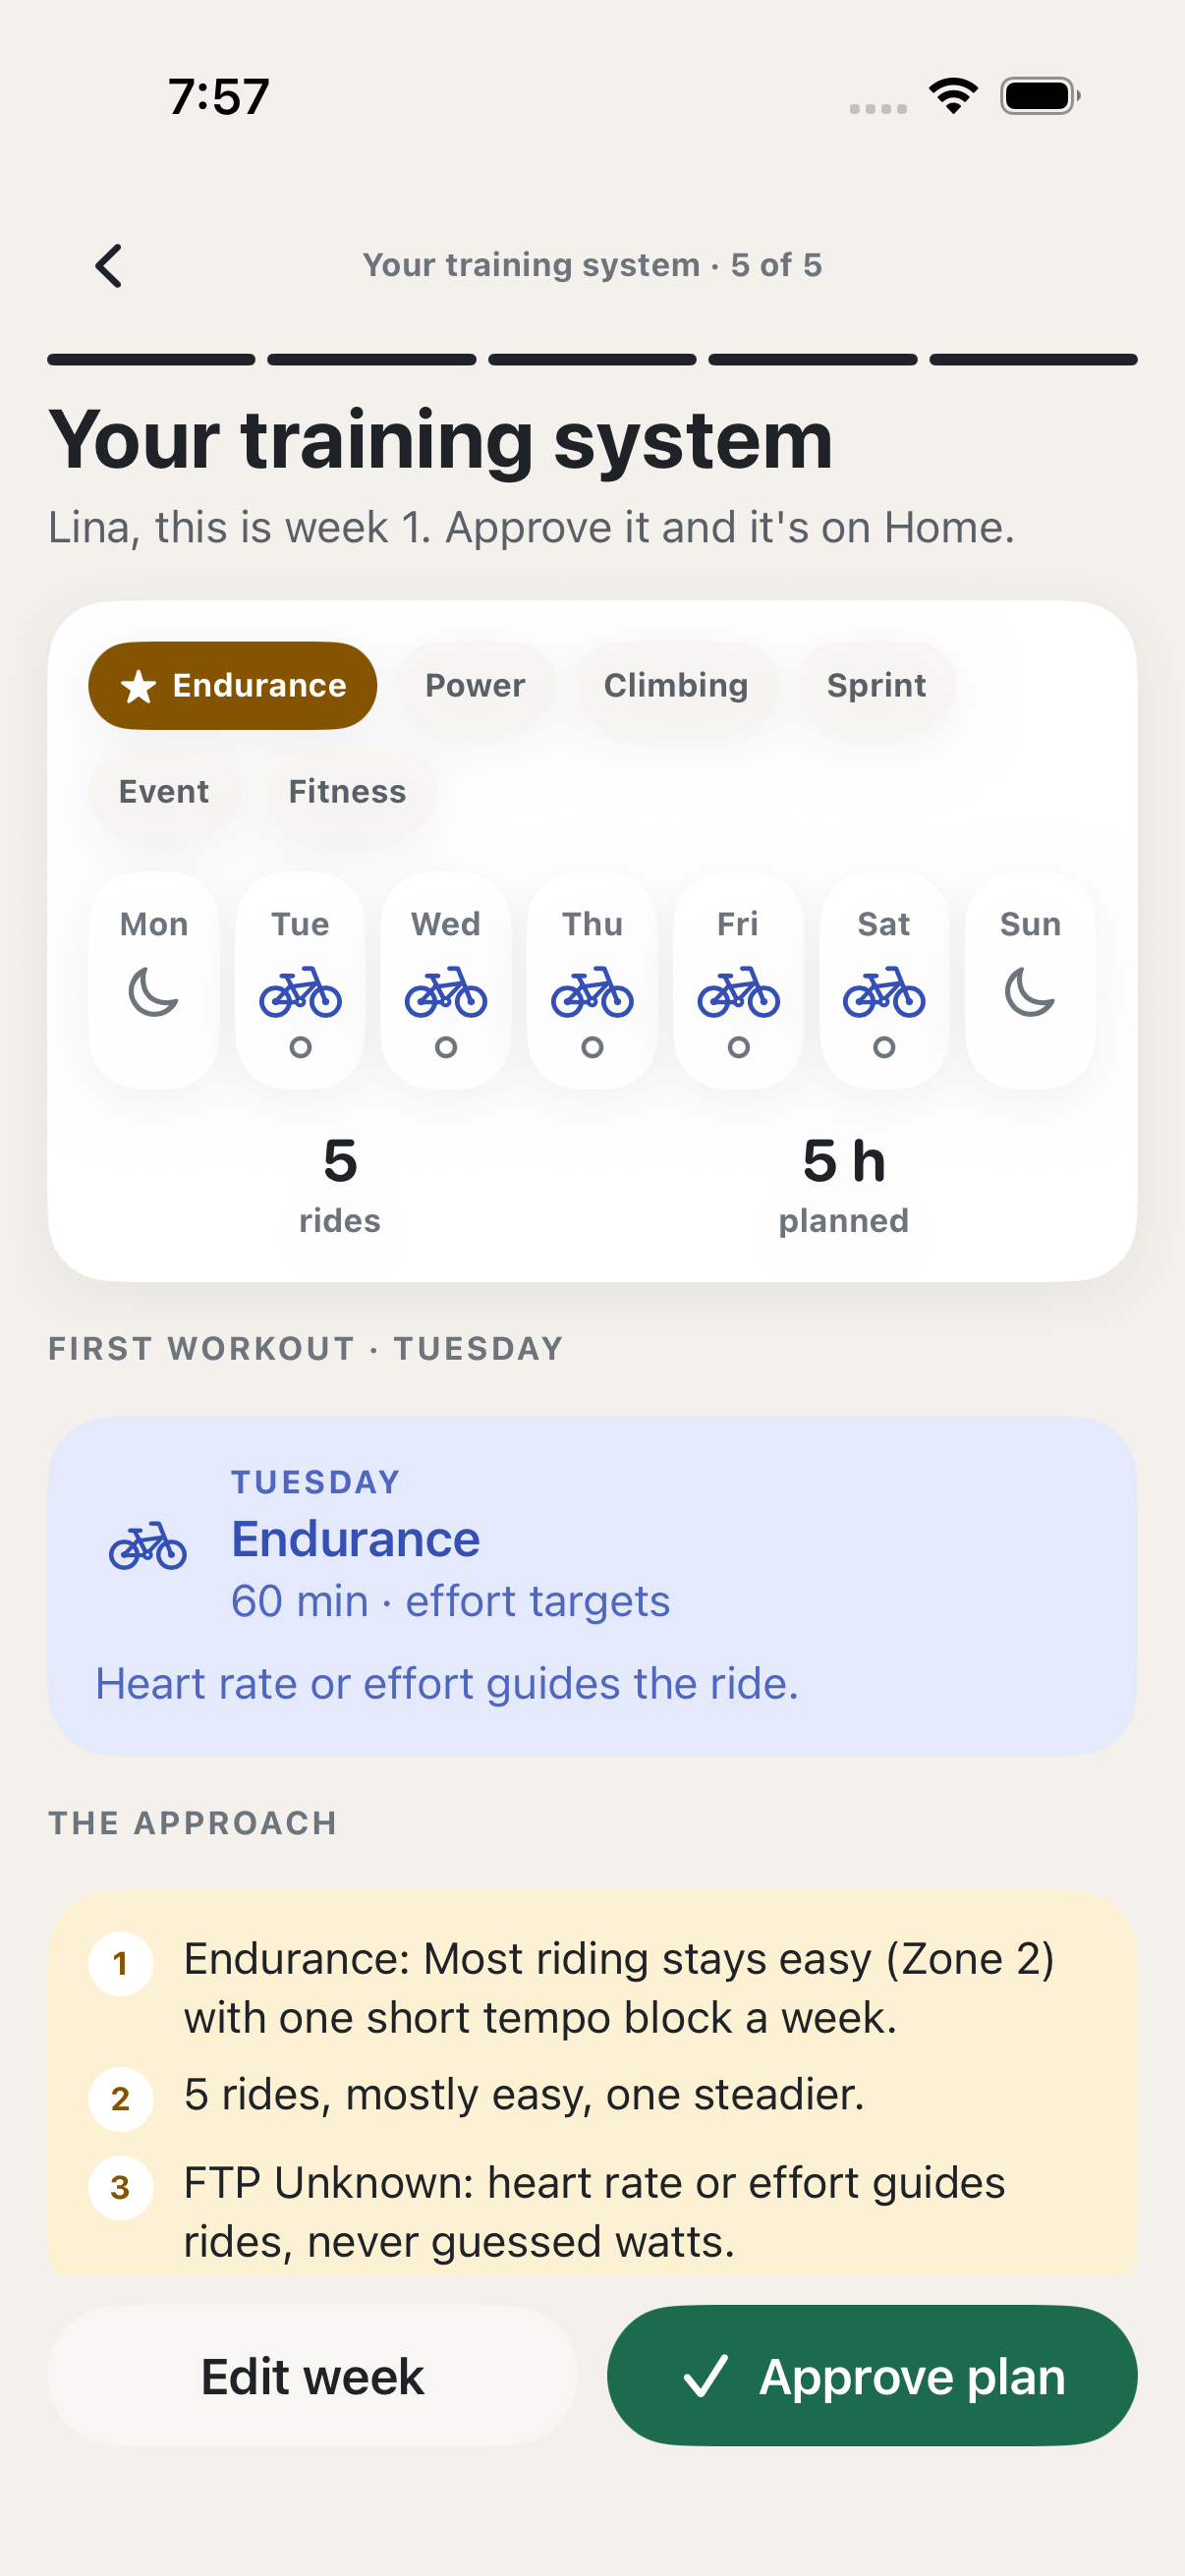 7:57
Your training system · 5 of 5
Your training system
Lina, this is week 1. Approve it and it's on Home.
Endurance Power Climbing Sprint
Event Fitness
Mon Tue Wed Thu Fri Sat Sun
5 5 h
rides planned
FIRST WORKOUT · TUESDAY
TUESDAY
Endurance
60 min · effort targets
Heart rate or effort guides the ride.
THE APPROACH
1 Endurance: Most riding stays easy (Zone 2)
with one short tempo block a week.
2 5 rides, mostly easy, one steadier.
3 FTP Unknown: heart rate or effort guides
rides, never guessed watts.
Edit week Approve plan